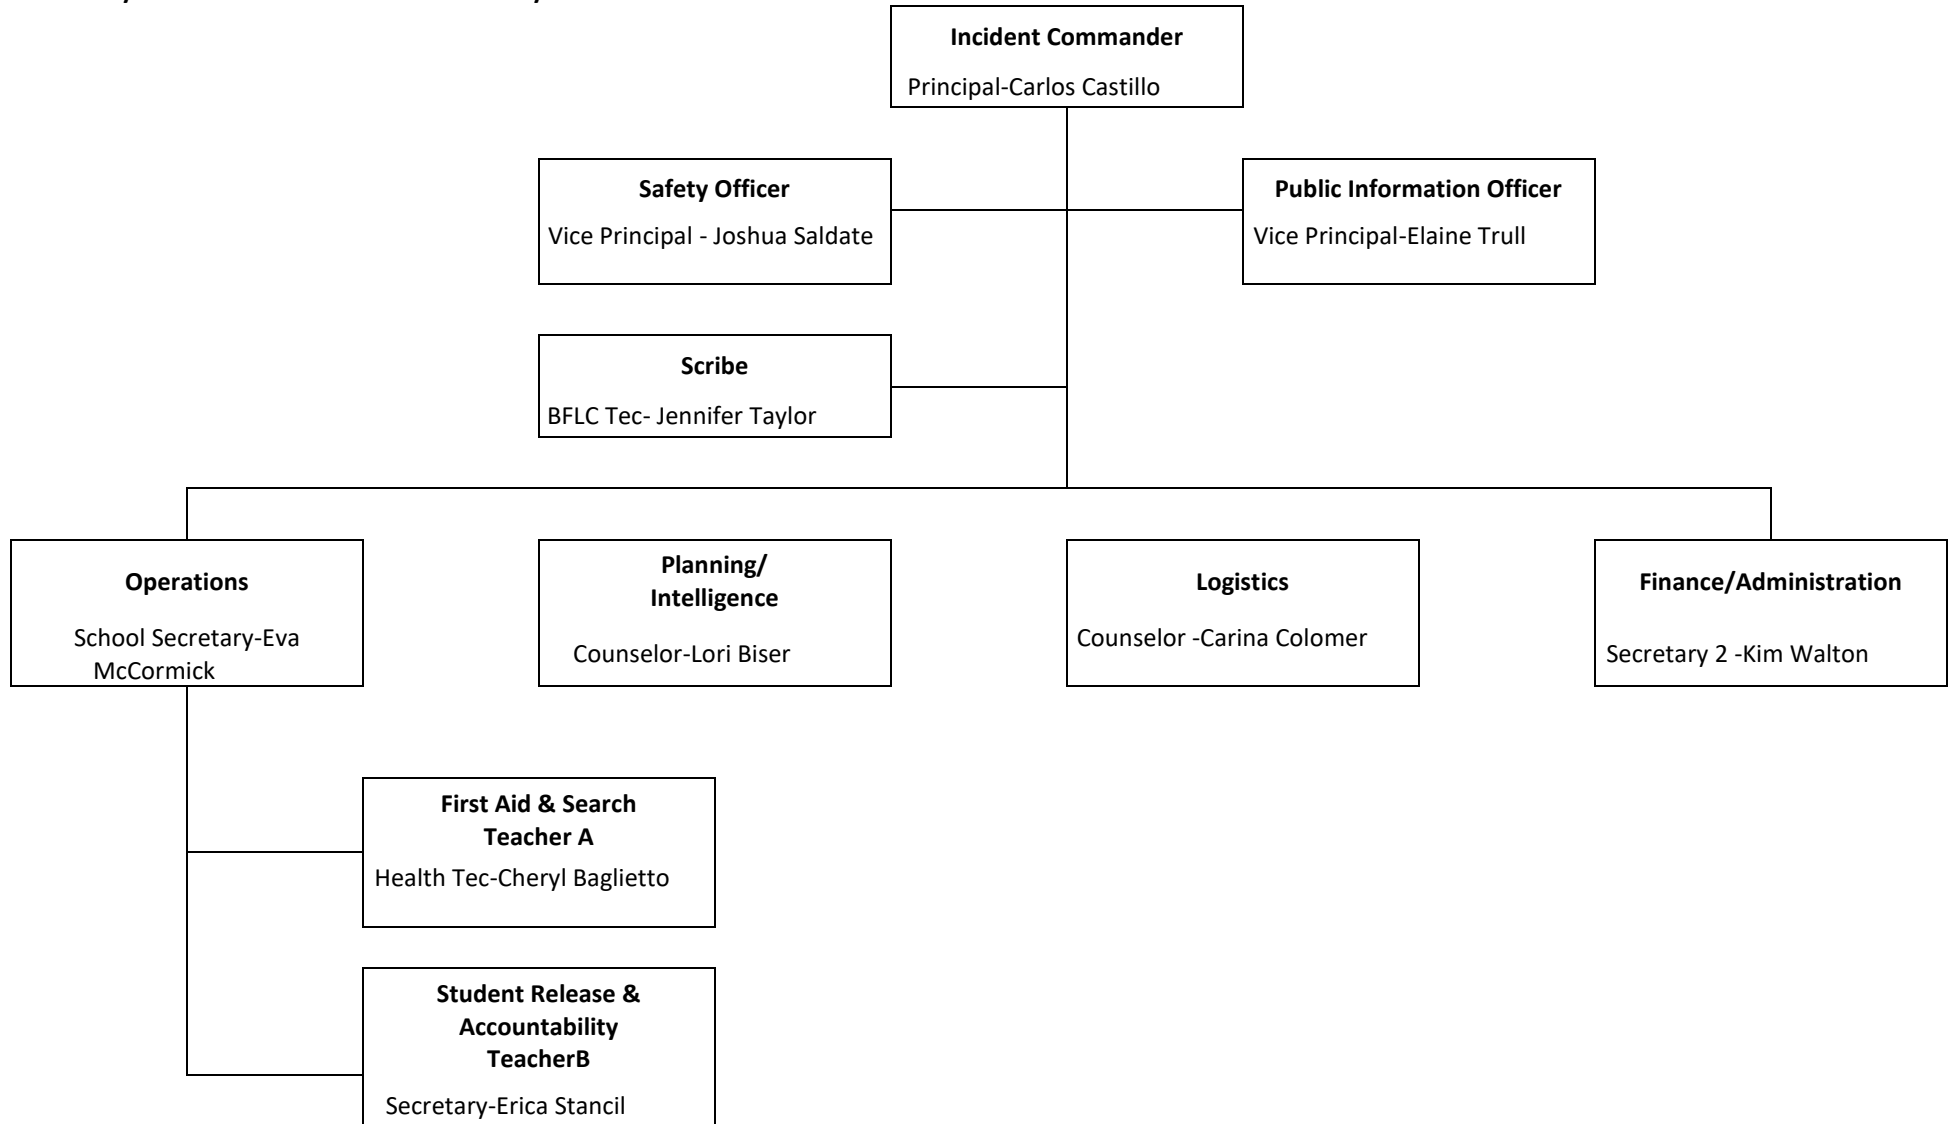 Incident Commander
Principal-Carlos Castillo
Safety Officer
Vice Principal - Joshua Saldate
Public Information Officer
Vice Principal-Elaine Trull
Scribe
BFLC Tec- Jennifer Taylor
Operations
School Secretary-Eva
McCormick
Planning/
Intelligence
Counselor-Lori Biser
Logistics
Counselor -Carina Colomer
Finance/Administration
Secretary 2 -Kim Walton
First Aid & Search
Teacher A
Health Tec-Cheryl Baglietto
Student Release &
Accountability
TeacherB
Secretary-Erica Stancil